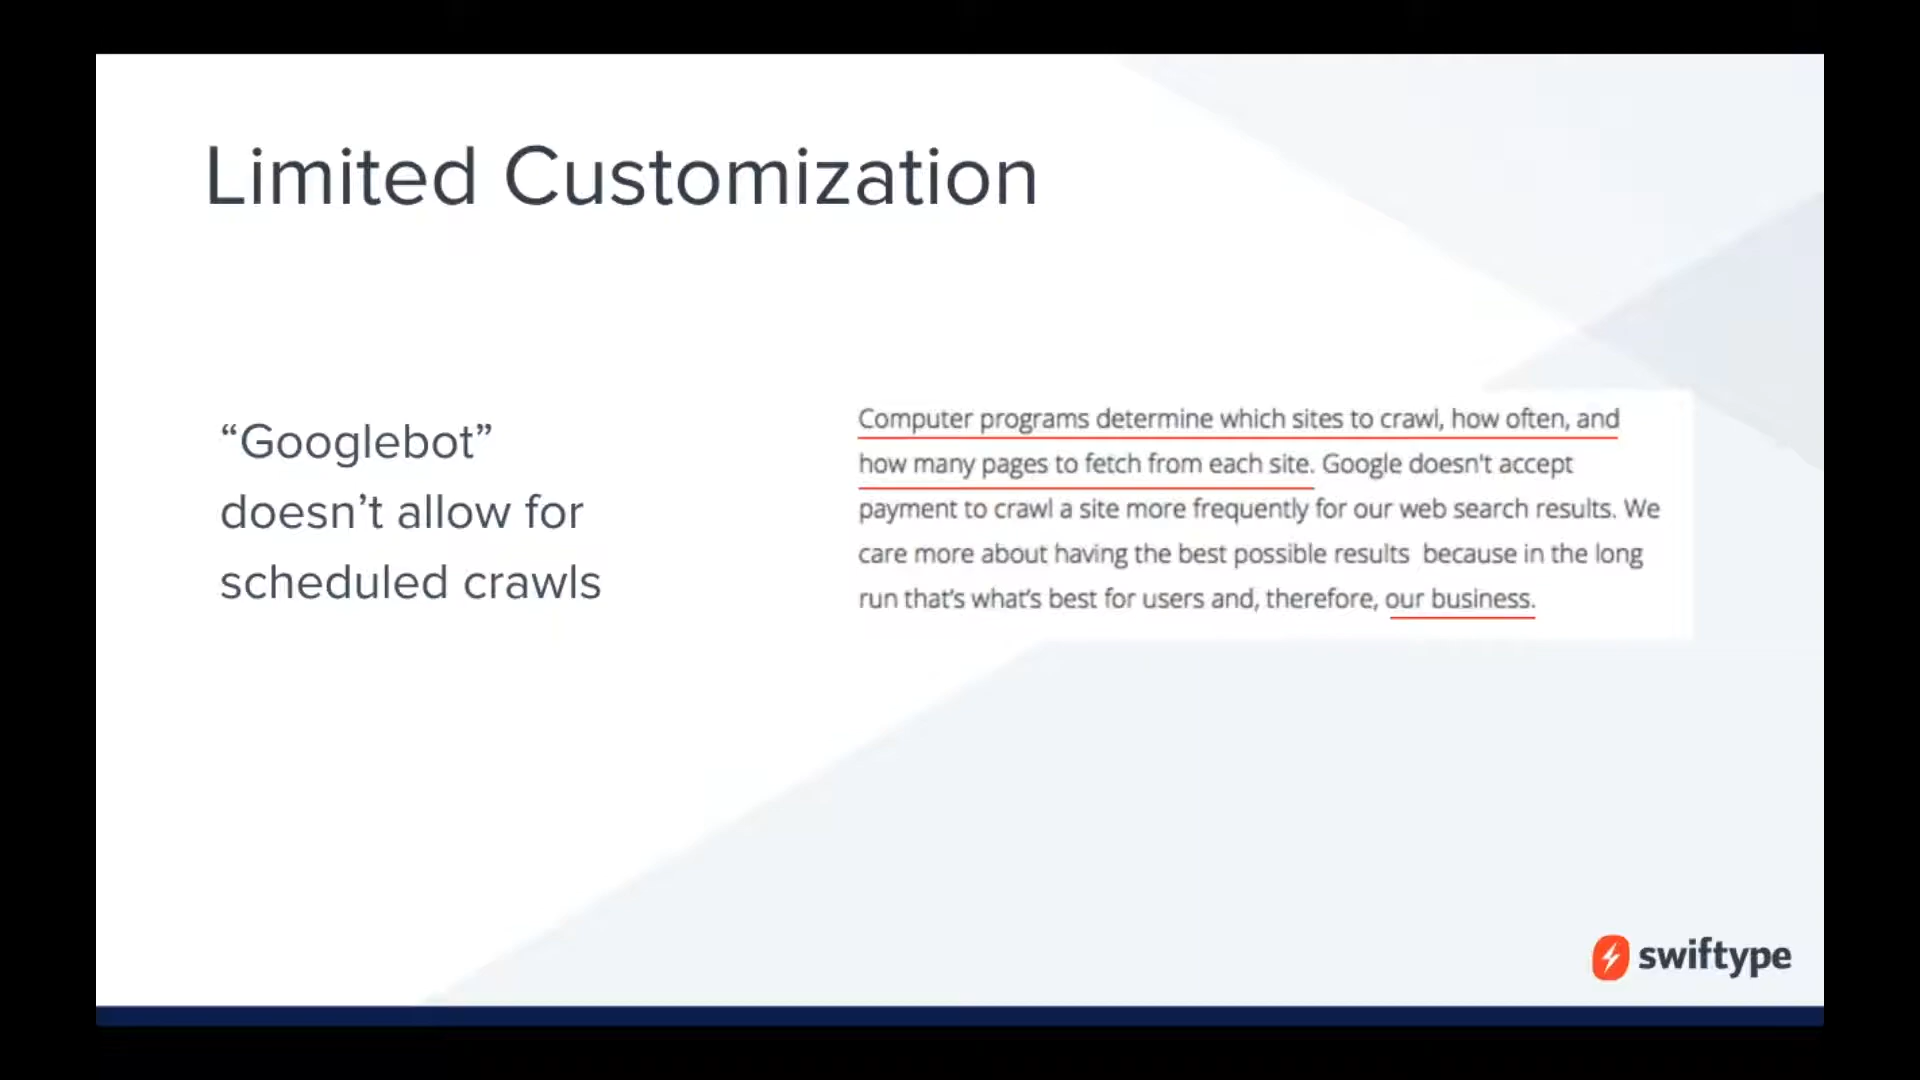 Limited Customization
“Googlebot”
doesn’t allow for
scheduled crawls
Computer programs determine which sites to crawl, how often, and
how many pages to fetch from each site. Google doesn't accept
payment to crawl a site more frequently for our web search results. We
care more about having the best possible results  because in the long
run that’s what’s best for users and, therefore, our business.
swiftype